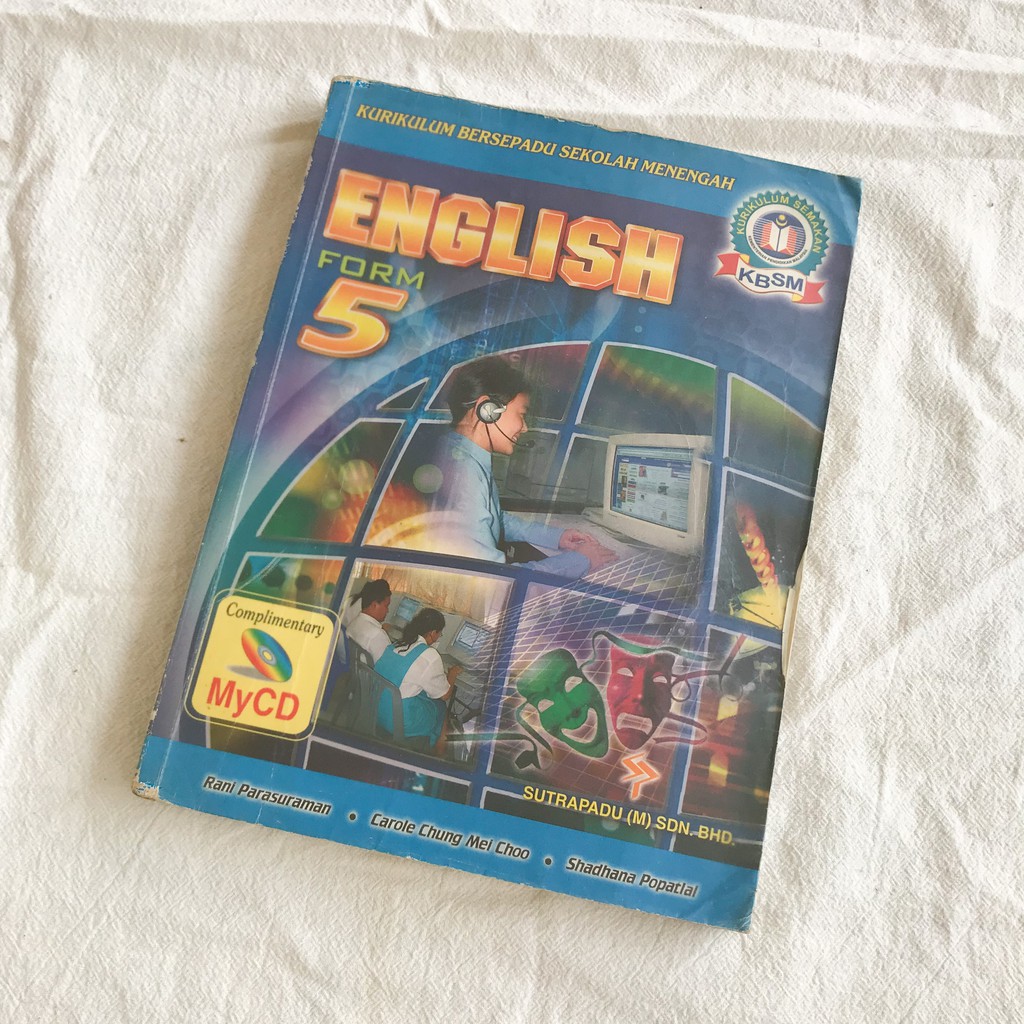 KURIKULUM BERSEPADU SEKOLAH MENENGAH
ENGLISH
FORM
5
KURIKULUM SEMAKAN
KBSM
Complimentary
MyCD
SUTRAPADU (M) SDN. BHD.
Rani Parasuraman • Carole Chung Mei Choo • Shadhana Popatlal